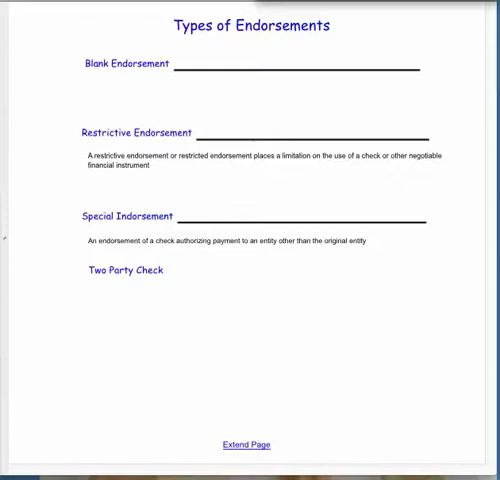 Types of Endorsements
Blank Endorsement
Restrictive Endorsement
A restrictive endorsement or restricted endorsement places a limitation on the use of a check or other negotiable
financial instrument
Special Indorsement
An endorsement of a check authorizing payment to an entity other than the original entity
Two Party Check
Extend Page